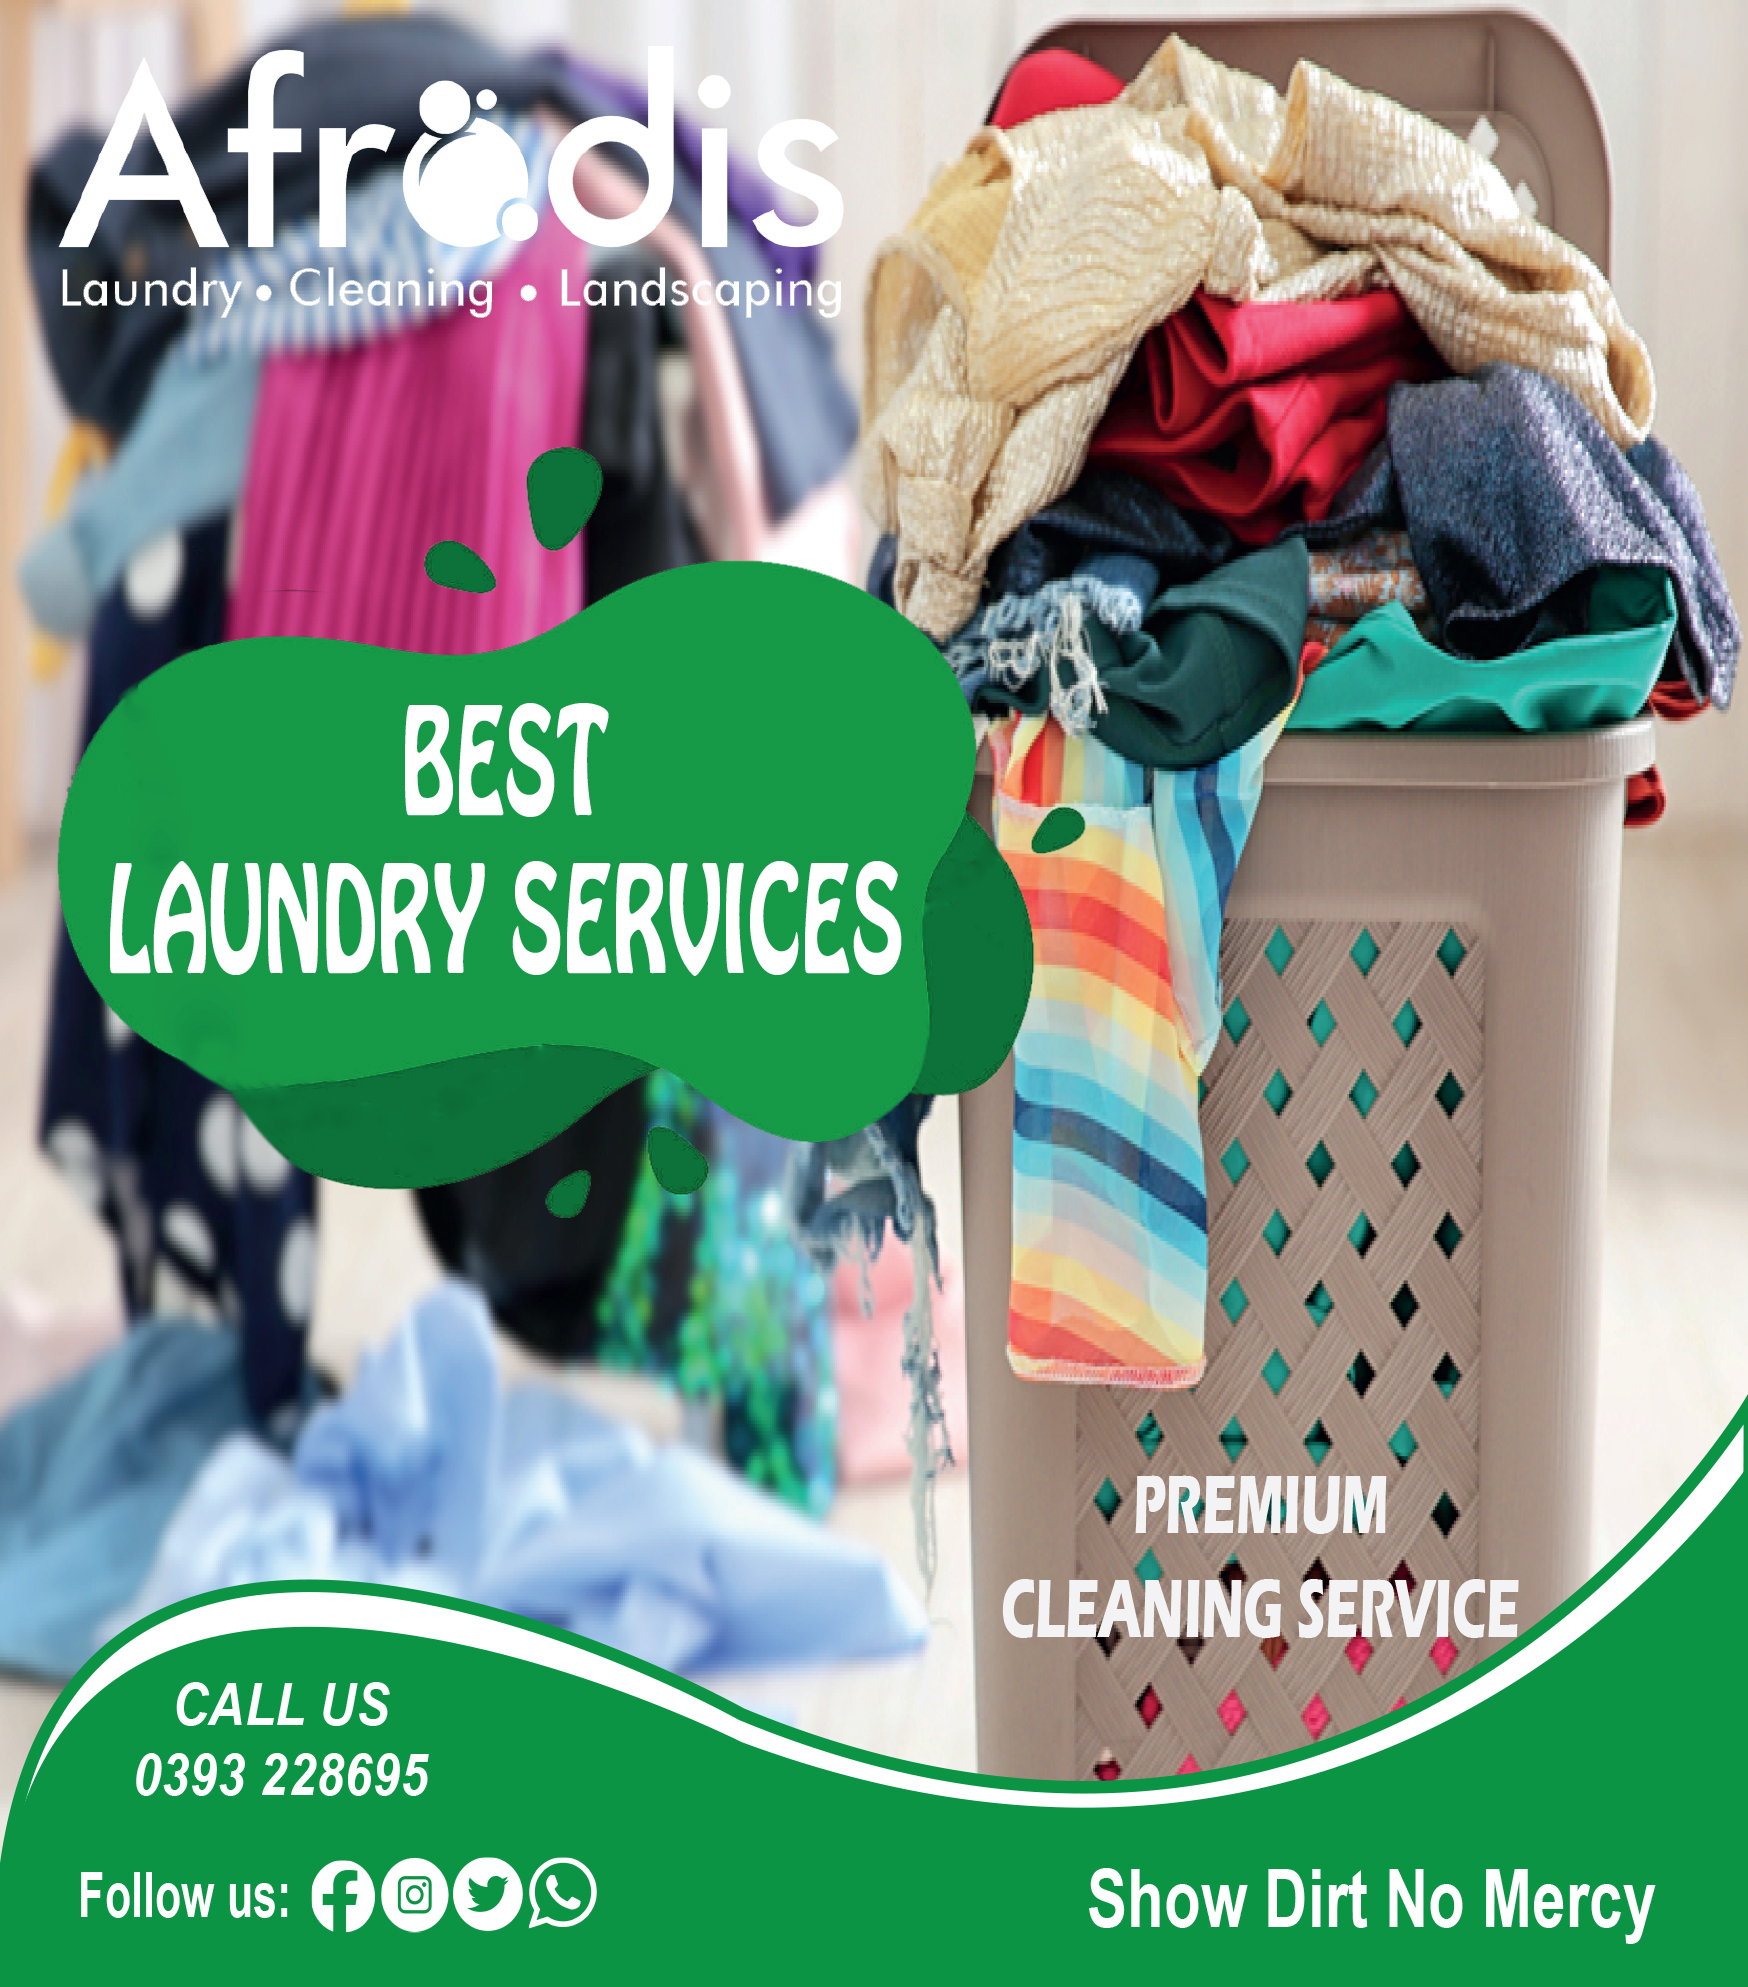 Afradis
Laundry • Cleaning • Landscaping
BEST
LAUNDRY SERVICES
PREMIUM
CLEANING SERVICE
CALL US
0393 228695
Follow us:
Show Dirt No Mercy